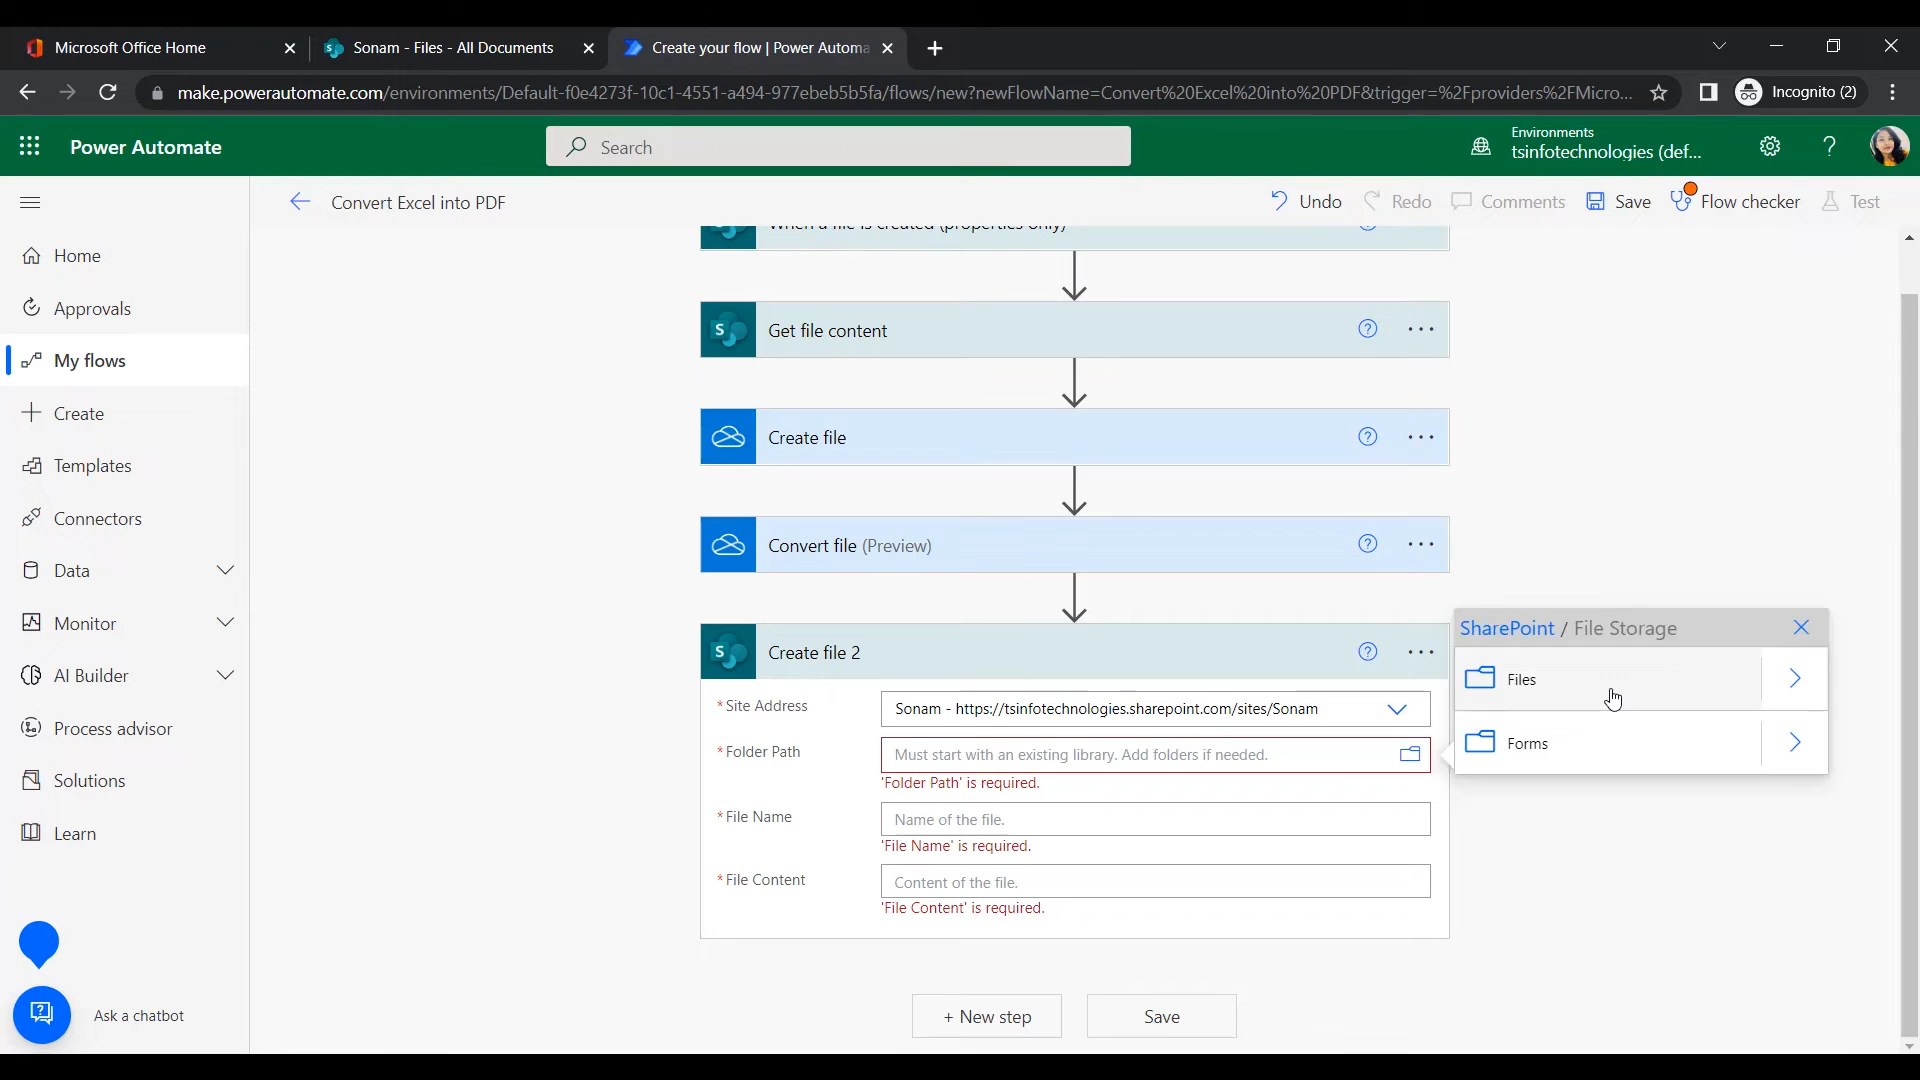 Microsoft Office Home
Sonam - Files - All Documents
Create your flow | Power Automa
make.powerautomate.com/environments/Default-f0e4273f-10c1-4551-a494-977ebeb5b5fa/flows/new?newFlowName=Convert%20Excel%20into%20PDF&trigger=%2Fproviders%2FMicro...
Incognito (2)
Power Automate
Search
Environments
tsinfotechnologies (def...
Convert Excel into PDF
Undo
Redo
Comments
Save
Flow checker
Test
Home
Approvals
My flows
Create
Templates
Connectors
Data
Monitor
AI Builder
Process advisor
Solutions
Learn
Ask a chatbot
When a file is created (properties only)
Get file content
Create file
Convert file (Preview)
Create file 2
* Site Address
Sonam - https://tsinfotechnologies.sharepoint.com/sites/Sonam
* Folder Path
Must start with an existing library. Add folders if needed.
'Folder Path' is required.
* File Name
Name of the file.
'File Name' is required.
* File Content
Content of the file.
'File Content' is required.
+ New step
Save
SharePoint / File Storage
Files
Forms